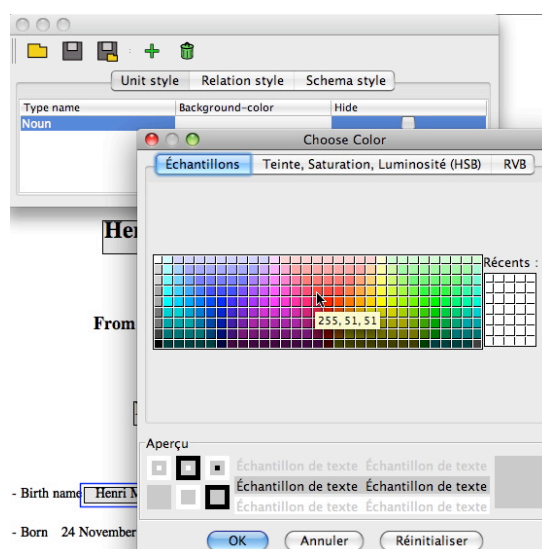 Unit style Relation style Schema style
Type name Background-color Hide
Noun
Choose Color
Échantillons Teinte, Saturation, Luminosité (HSB) RVB
Récents :
255, 51, 51
From
Aperçu
Échantillon de texte Échantillon de texte
Échantillon de texte Échantillon de texte
Échantillon de texte Échantillon de texte
- Birth name Henri
- Born 24 November
OK Annuler Réinitialiser